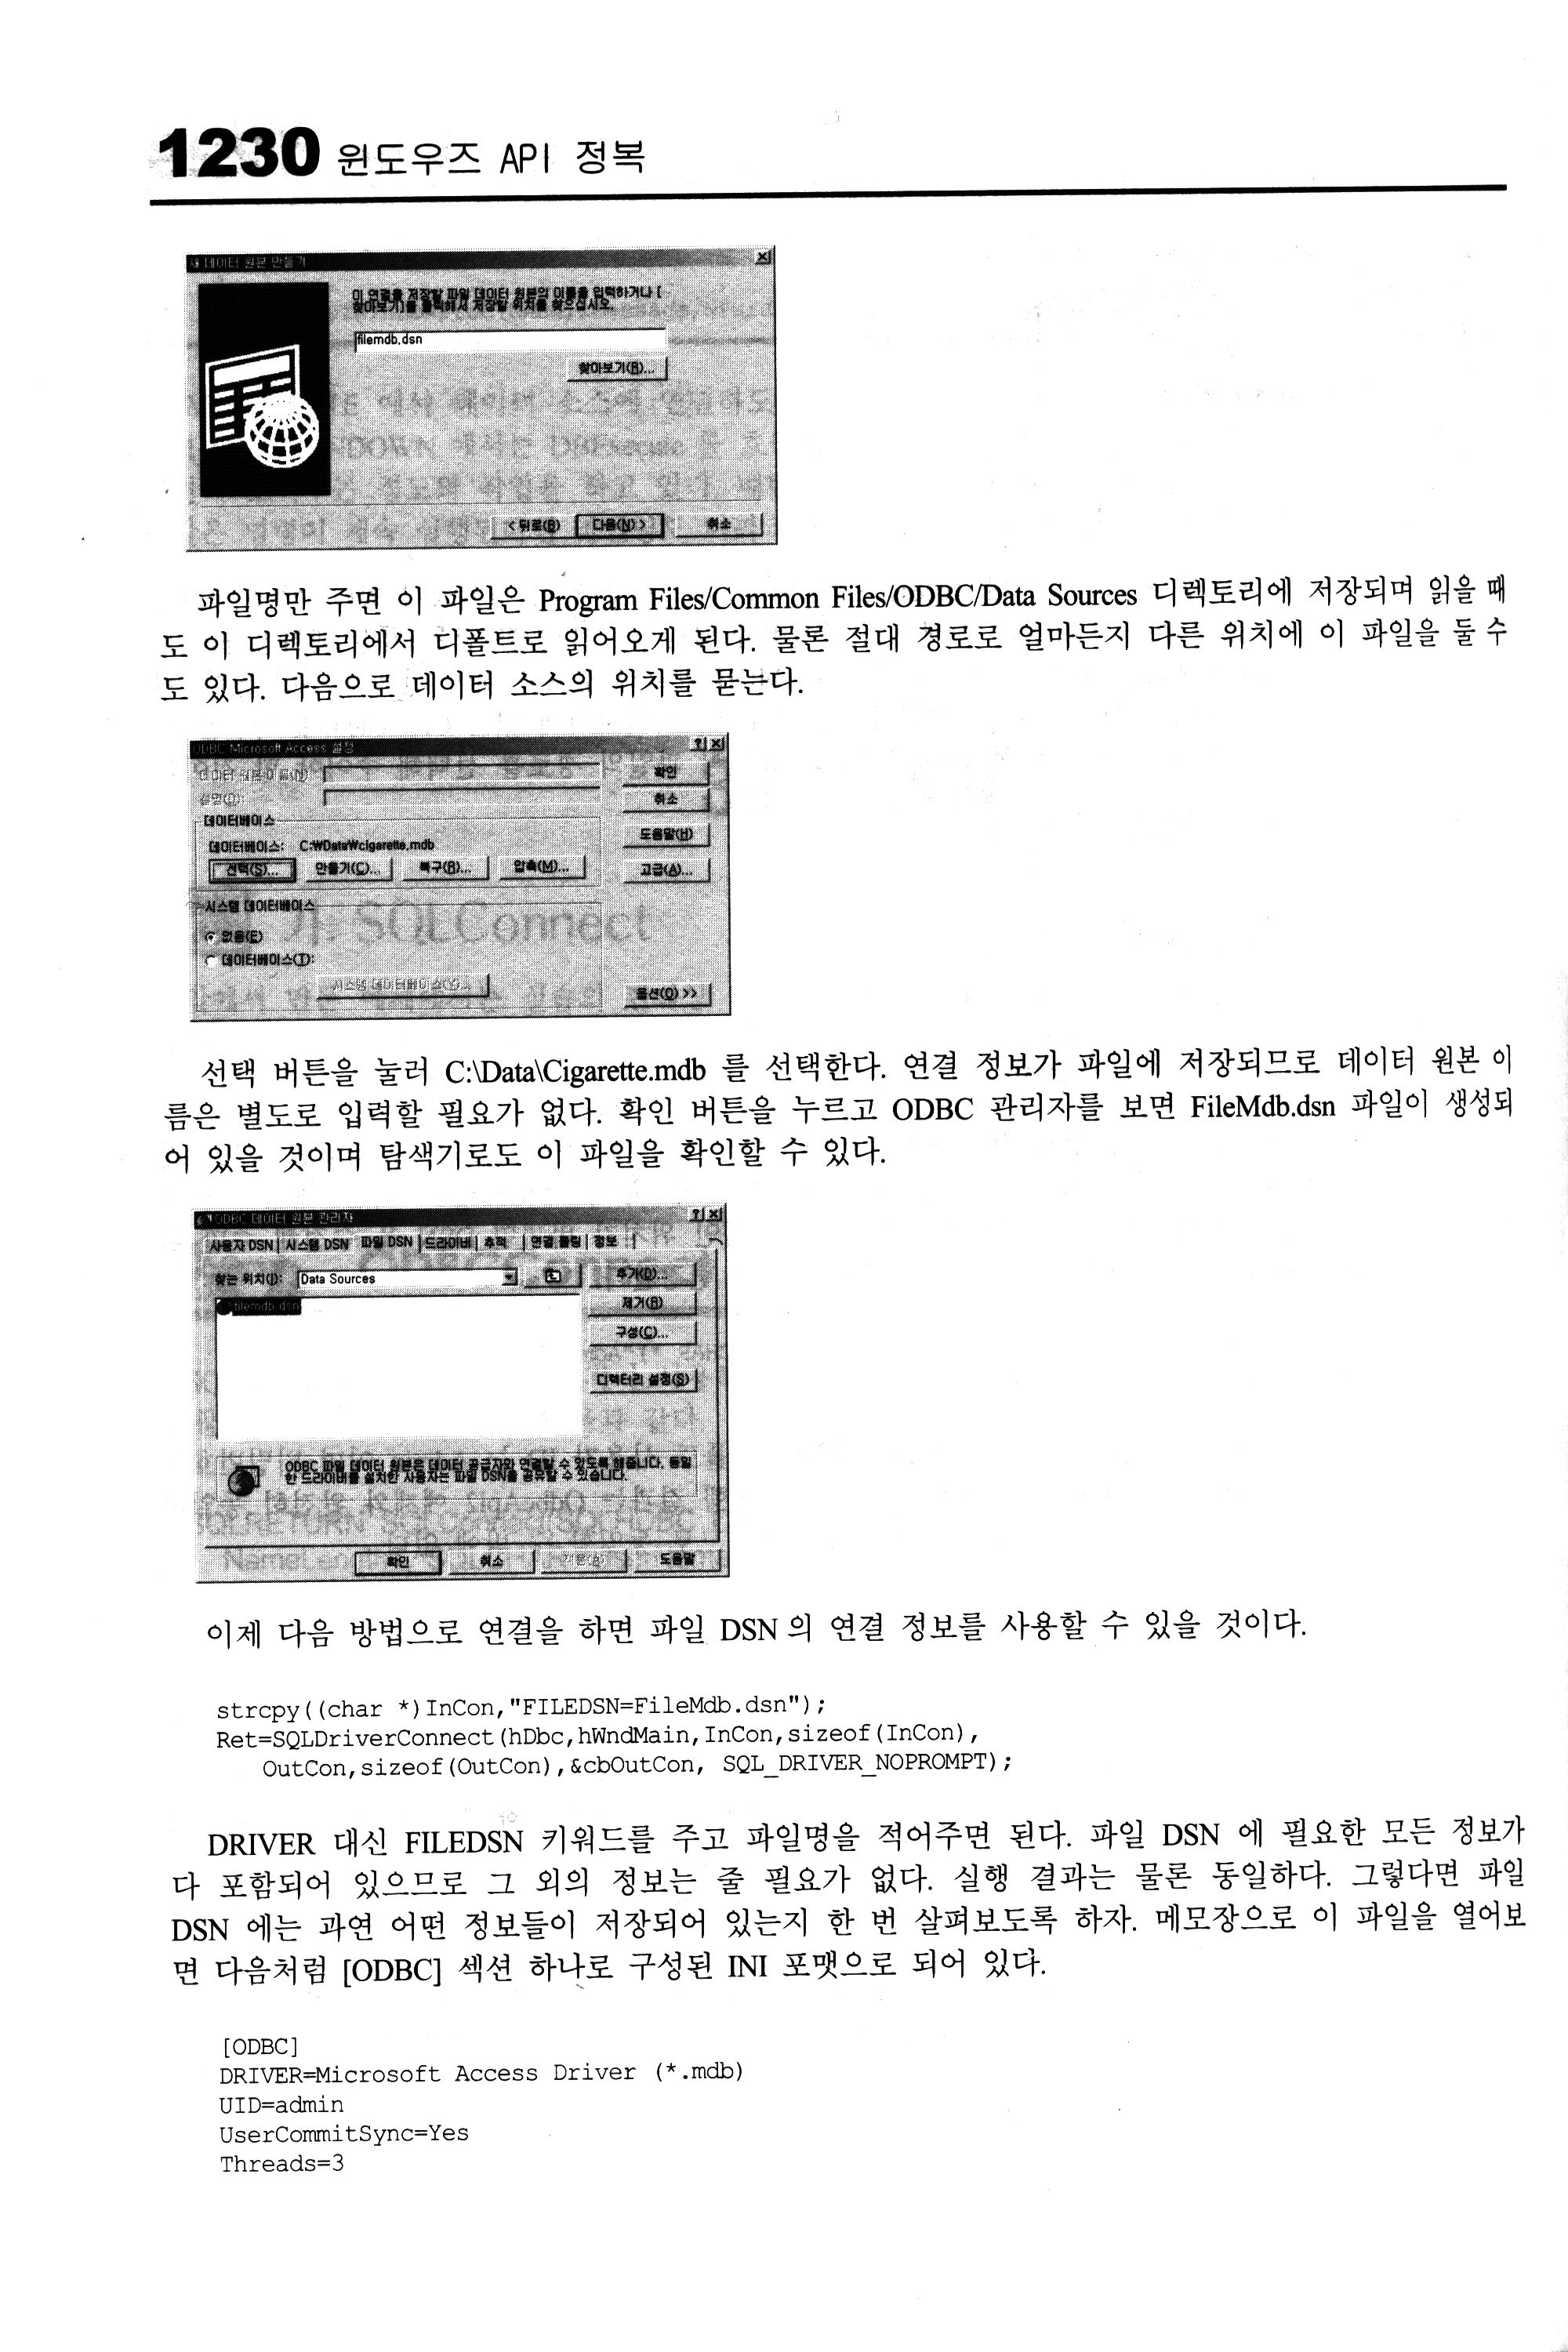 1230 윈도우즈 API 정복
새 데이터 원본 만들기
이 연결을 저장할 파일 데이터 원본의 이름을 입력하거나 [
찾아보기]를 클릭해서 저장할 위치를 찾으십시오.
filemdb.dsn
찾아보기(R)...
< 뒤로(B) 다음(N) > 취소
파일명만 주면 이 파일은 Program Files/Common Files/ODBC/Data Sources 디렉토리에 저장되며 읽을 때
도 이 디렉토리에서 디폴트로 읽어오게 된다. 물론 절대 경로로 얼마든지 다른 위치에 이 파일을 둘 수
도 있다. 다음으로 데이터 소스의 위치를 묻는다.
ODBC Microsoft Access 설정
데이터 원본 이름(N): 확인
설명(D): 취소
데이터베이스
데이터베이스: C:₩Data₩cigarette.mdb 도움말(H)
선택(S)... 만들기(C)... 복구(R)... 압축(M)... 고급(A)...
시스템 데이터베이스
없음(E)
데이터베이스(T):
시스템 데이터베이스(Y)... 옵션(O) >>
선택 버튼을 눌러 C:\Data\Cigarette.mdb 를 선택한다. 연결 정보가 파일에 저장되므로 데이터 원본 이
름은 별도로 입력할 필요가 없다. 확인 버튼을 누르고 ODBC 관리자를 보면 FileMdb.dsn 파일이 생성되
어 있을 것이며 탐색기로도 이 파일을 확인할 수 있다.
ODBC 데이터 원본 관리자
사용자 DSN 시스템 DSN 파일 DSN 드라이버 추적 연결 풀링 정보
찾는 위치(I): Data Sources 추가(D)...
filemdb.dsn 제거(R)
구성(C)...
디렉터리 설정(S)
ODBC 파일 데이터 원본은 데이터 공급자와 연결할 수 있도록 해줍니다. 동일
한 드라이버를 설치한 사용자는 파일 DSN을 공유할 수 있습니다.
확인 취소 적용(A) 도움말
이제 다음 방법으로 연결을 하면 파일 DSN 의 연결 정보를 사용할 수 있을 것이다.
strcpy((char *)InCon,"FILEDSN=FileMdb.dsn");
Ret=SQLDriverConnect(hDbc,hWndMain,InCon,sizeof(InCon),
OutCon,sizeof(OutCon),&cbOutCon, SQL_DRIVER_NOPROMPT);
DRIVER 대신 FILEDSN 키워드를 주고 파일명을 적어주면 된다. 파일 DSN 에 필요한 모든 정보가
다 포함되어 있으므로 그 외의 정보는 줄 필요가 없다. 실행 결과는 물론 동일하다. 그렇다면 파일
DSN 에는 과연 어떤 정보들이 저장되어 있는지 한 번 살펴보도록 하자. 메모장으로 이 파일을 열어보
면 다음처럼 [ODBC] 섹션 하나로 구성된 INI 포맷으로 되어 있다.
[ODBC]
DRIVER=Microsoft Access Driver (*.mdb)
UID=admin
UserCommitSync=Yes
Threads=3